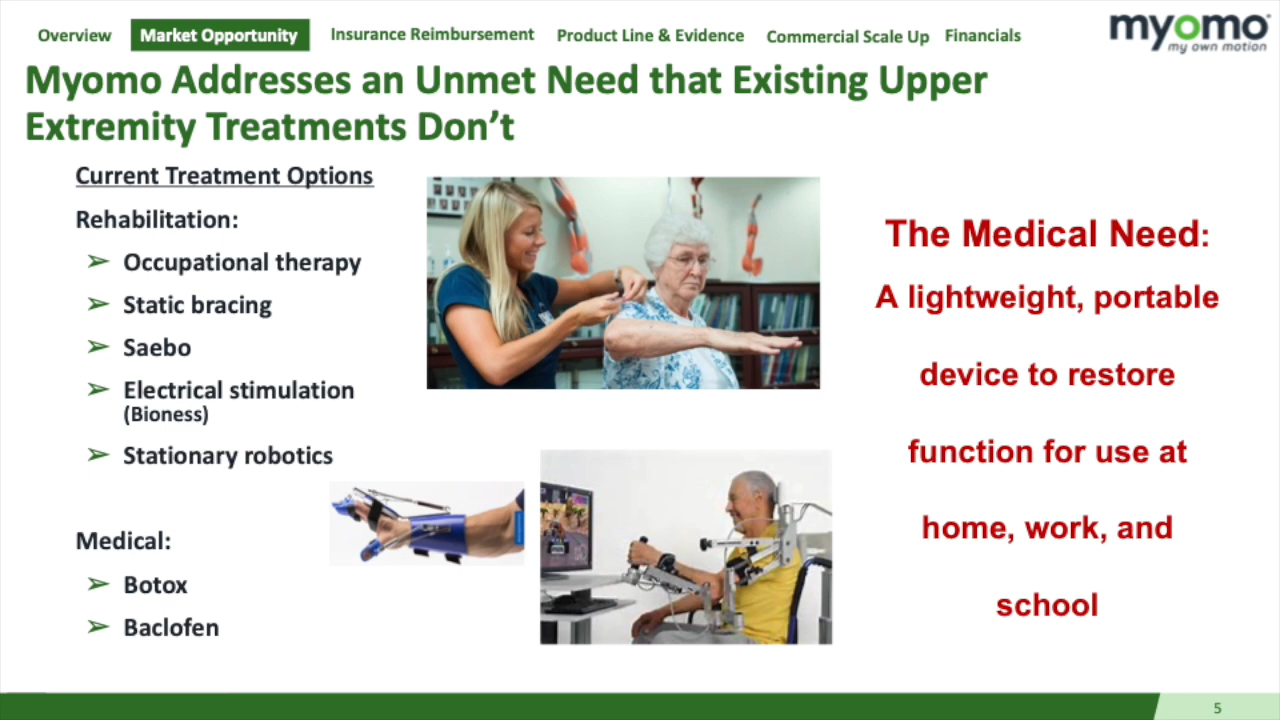 Overview Market Opportunity Insurance Reimbursement Product Line & Evidence Commercial Scale Up Financials
myomo
my own motion
Myomo Addresses an Unmet Need that Existing Upper
Extremity Treatments Don't
Current Treatment Options
Rehabilitation:
➢ Occupational therapy
➢ Static bracing
➢ Saebo
➢ Electrical stimulation
(Bioness)
➢ Stationary robotics
Medical:
➢ Botox
➢ Baclofen
The Medical Need:
A lightweight, portable
device to restore
function for use at
home, work, and
school
5